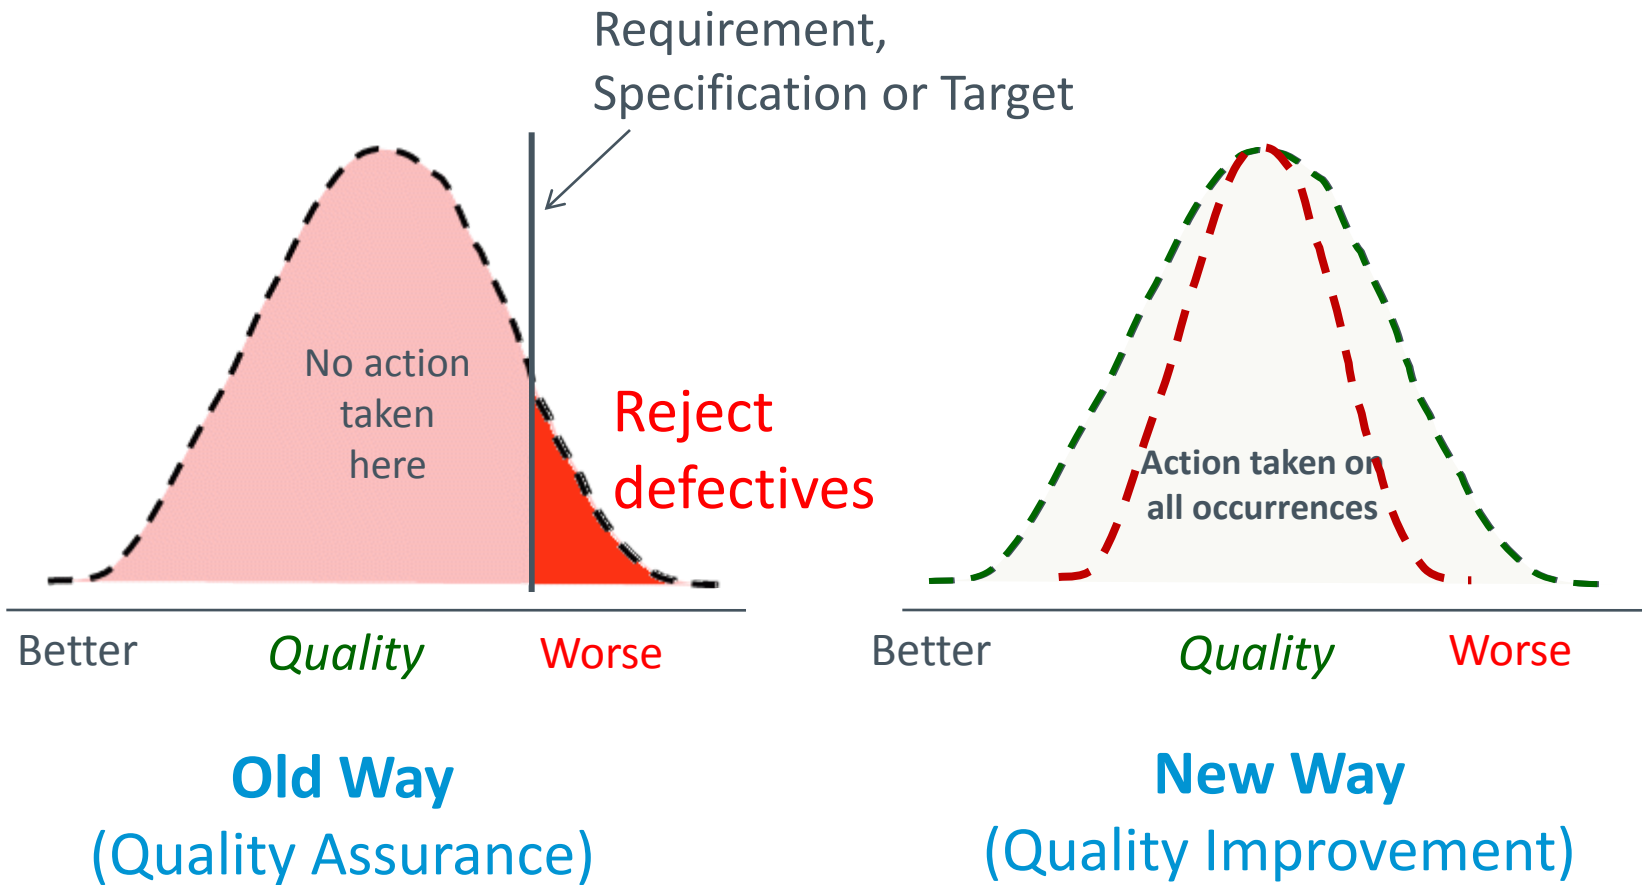 Requirement,
Specification or Target
No action
taken
here
Reject
defectives
Better
Quality
Worse
Old Way
(Quality Assurance)
Action taken on
all occurrences
Better
Quality
Worse
New Way
(Quality Improvement)